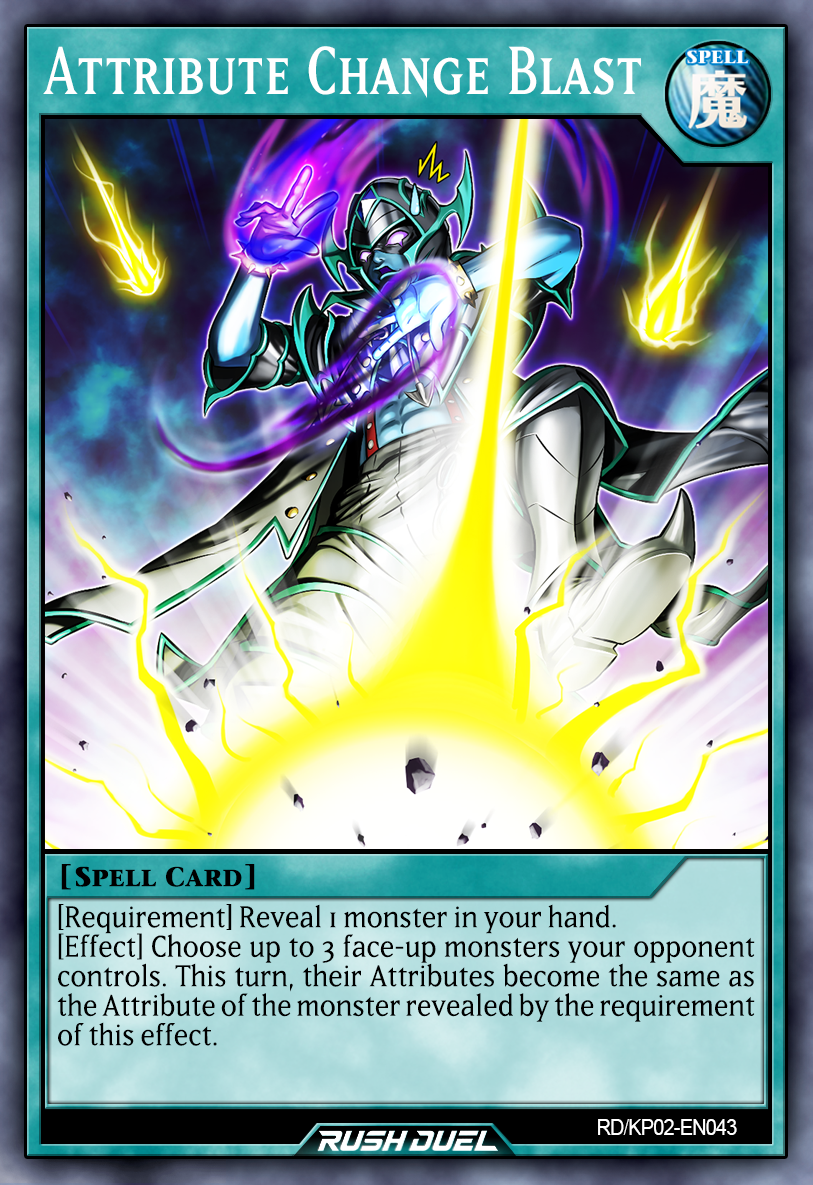 Attribute Change Blast
SPELL
魔
[Spell Card]
[Requirement] Reveal 1 monster in your hand.
[Effect] Choose up to 3 face-up monsters your opponent
controls. This turn, their Attributes become the same as
the Attribute of the monster revealed by the requirement
of this effect.
RD/KP02-EN043
RUSH DUEL